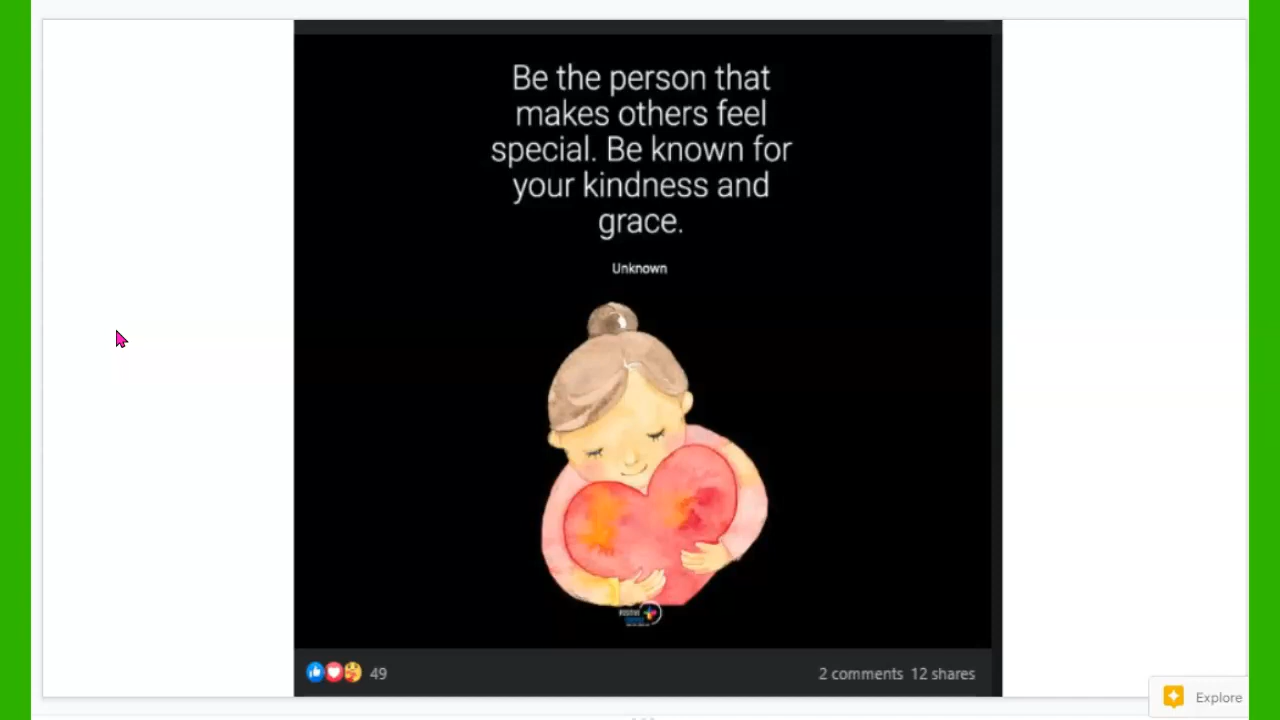 Be the person that
makes others feel
special. Be known for
your kindness and
grace.
Unknown
POSITIVE
49
2 comments 12 shares
Explore